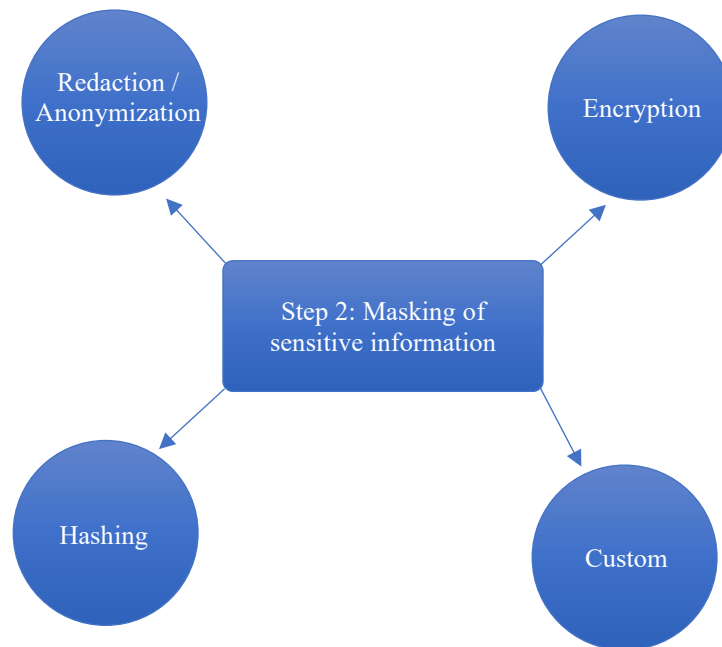 Redaction /
Anonymization
Encryption
Step 2: Masking of
sensitive information
Hashing
Custom